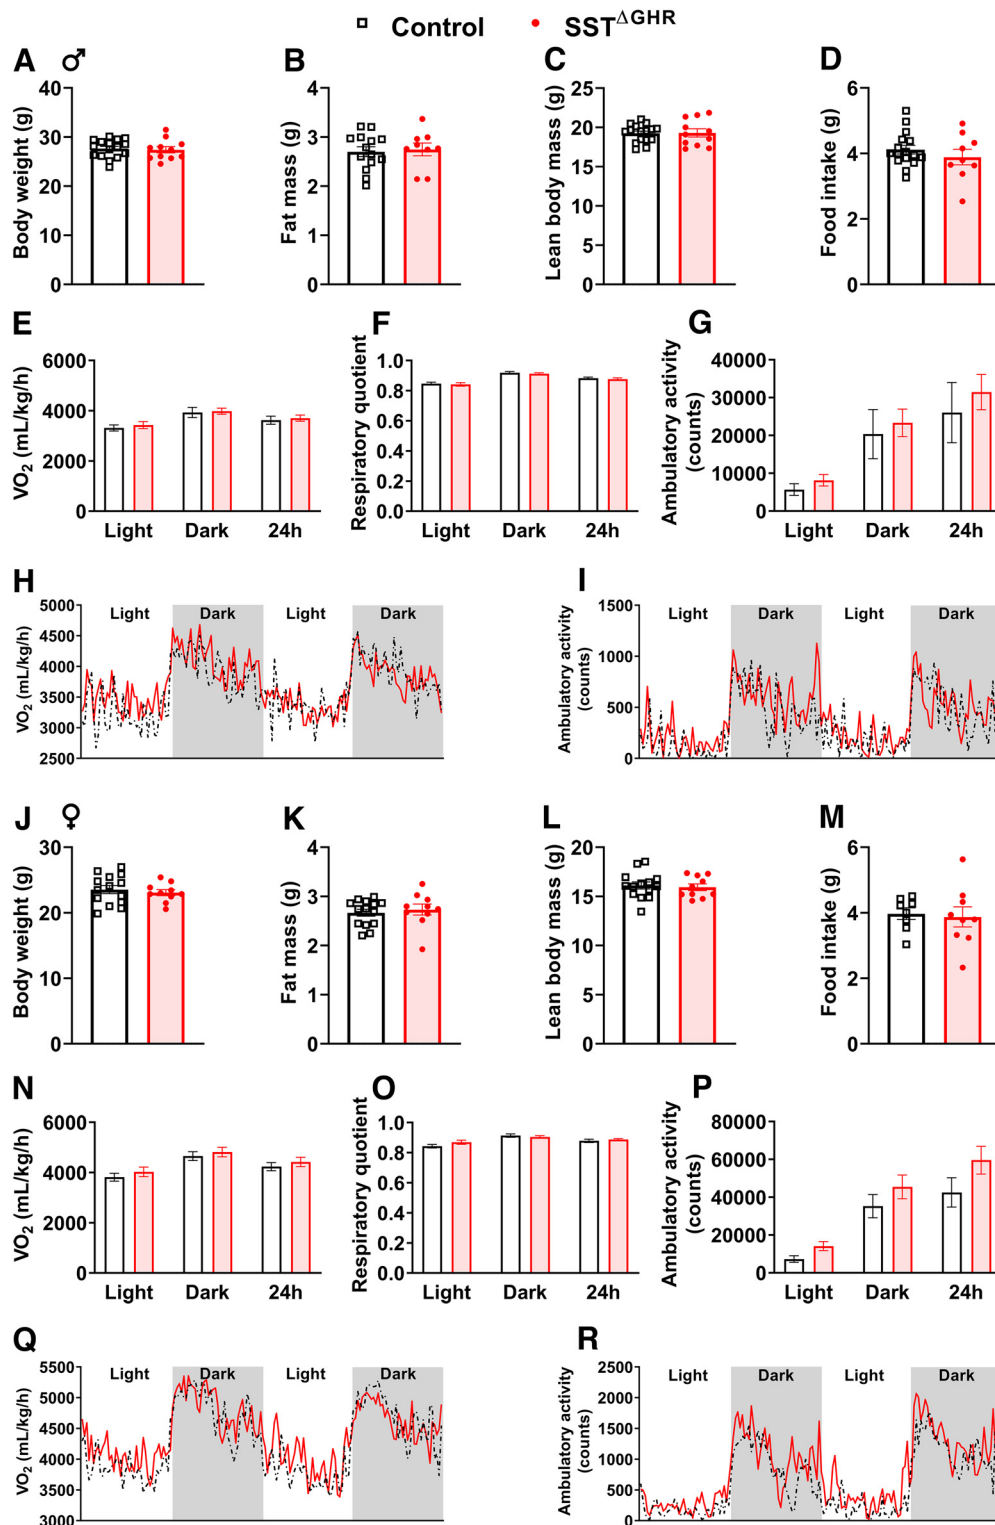 Control SST^ΔGHR
A ♂ B C D
Body weight (g)
40
30
20
10
0
Fat mass (g)
4
3
2
1
0
Lean body mass (g)
25
20
15
10
5
0
Food intake (g)
6
4
2
0
E F G
VO₂ (mL/kg/h)
6000
4000
2000
0
Light Dark 24h
Respiratory quotient
1.0
0.8
0.6
0.4
0.2
0.0
Light Dark 24h
Ambulatory activity
(counts)
40000
30000
20000
10000
0
Light Dark 24h
H I
VO₂ (mL/kg/h)
5000
4500
4000
3500
3000
2500
Light Dark Light Dark
Ambulatory activity
(counts)
1500
1000
500
0
Light Dark Light Dark
J ♀ K L M
Body weight (g)
30
20
10
0
Fat mass (g)
4
3
2
1
0
Lean body mass (g)
20
15
10
5
0
Food intake (g)
6
4
2
0
N O P
VO₂ (mL/kg/h)
6000
4000
2000
0
Light Dark 24h
Respiratory quotient
1.0
0.8
0.6
0.4
0.2
0.0
Light Dark 24h
Ambulatory activity
(counts)
80000
60000
40000
20000
0
Light Dark 24h
Q R
VO₂ (mL/kg/h)
5500
5000
4500
4000
3500
3000
Light Dark Light Dark
Ambulatory activity
(counts)
2500
2000
1500
1000
500
0
Light Dark Light Dark